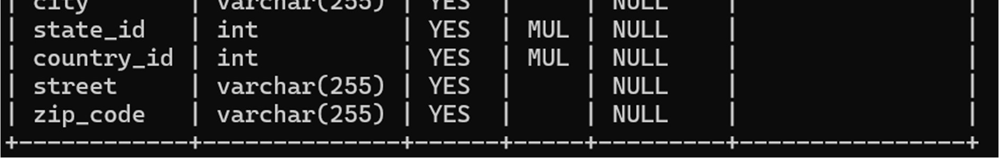 | city | varchar(255) | YES | | NULL | |
| state_id | int | YES | MUL | NULL | |
| country_id | int | YES | MUL | NULL | |
| street | varchar(255) | YES | | NULL | |
| zip_code | varchar(255) | YES | | NULL | |
+-------------+--------------+------+-----+---------+----------------+